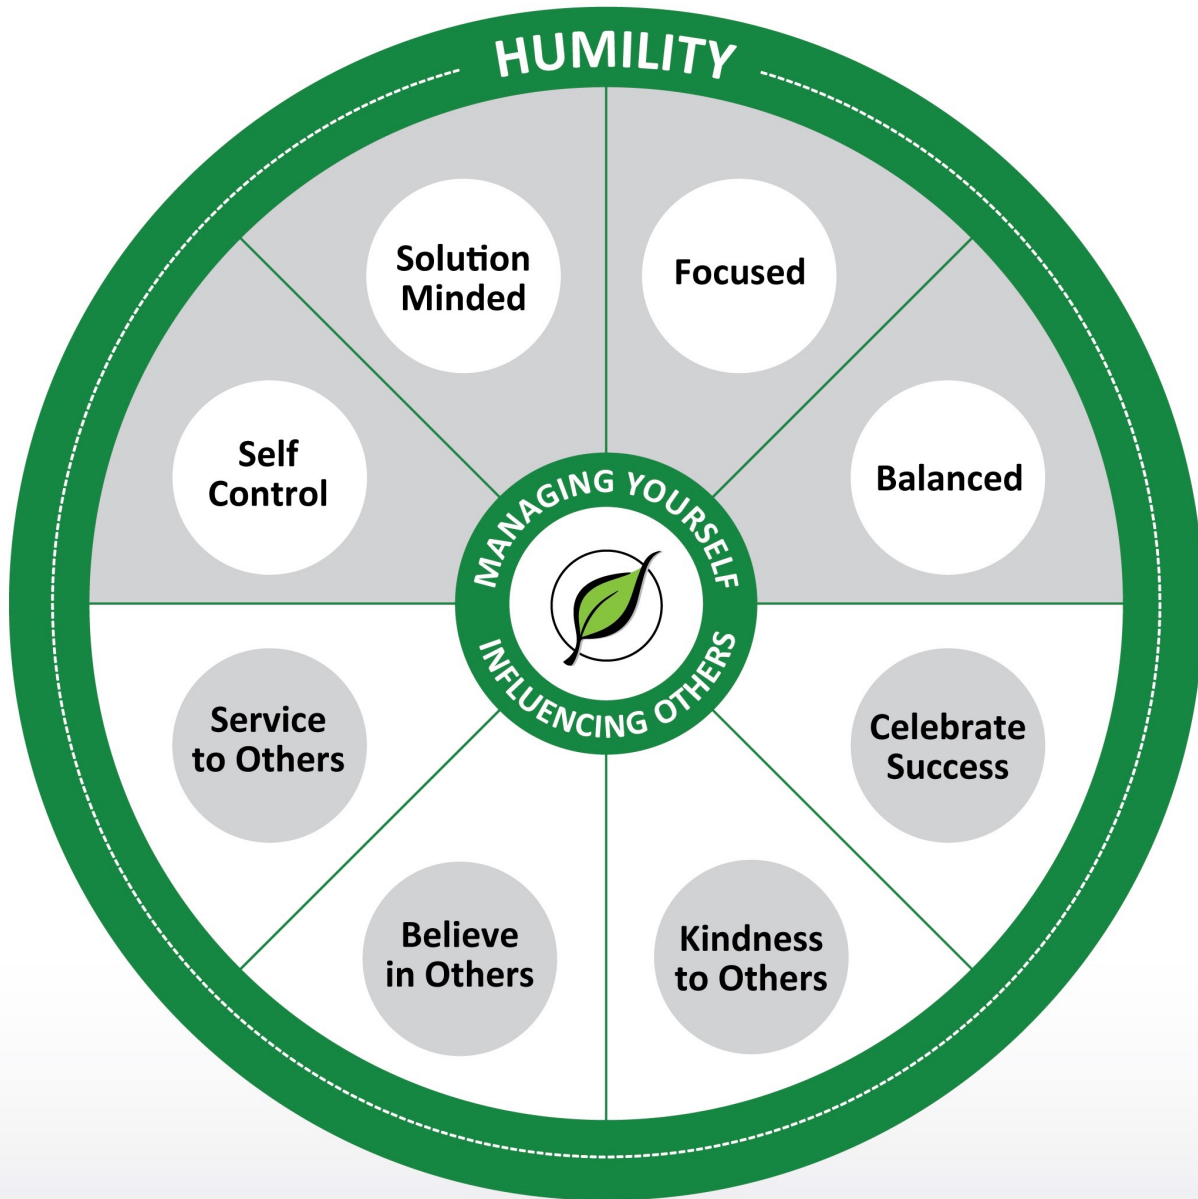 HUMILITY
Solution
Minded
Focused
Self
Control
Balanced
MANAGING YOURSELF
INFLUENCING OTHERS
Service
to Others
Celebrate
Success
Believe
in Others
Kindness
to Others